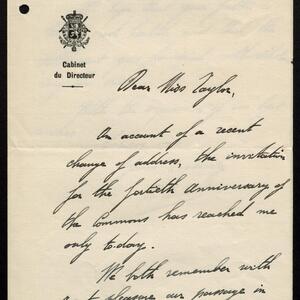 Cabinet
du Directeur
Dear Miss Taylor,
On account of a recent
change of address, the invitation
for the fortieth Anniversary of
the Commons has reached me
only to-day.
We both remember with
great pleasure our passage in